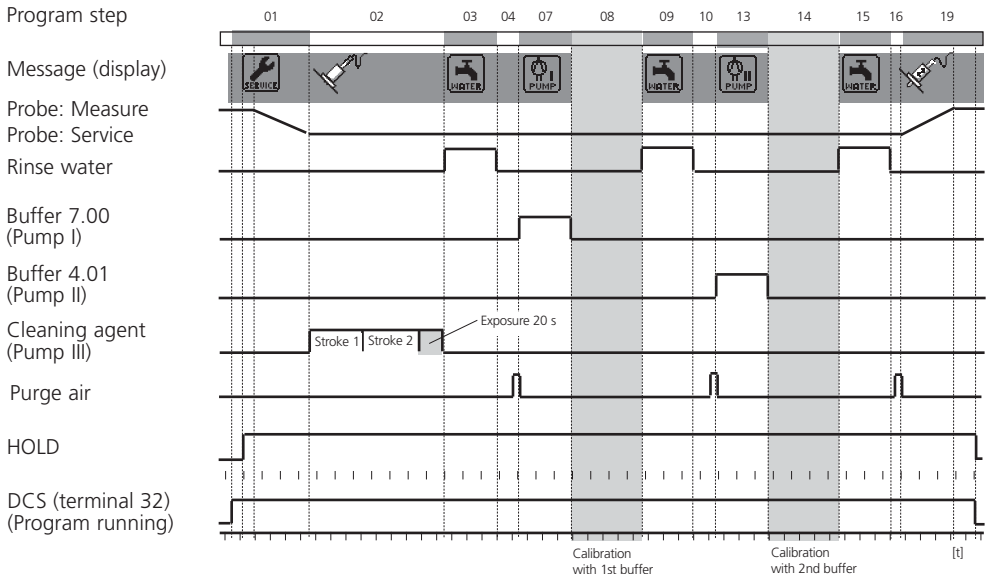 Program step 01 02 03 04 07 08 09 10 13 14 15 16 19
Message (display) SERVICE WATER I PUMP WATER II PUMP WATER
Probe: Measure
Probe: Service
Rinse water
Buffer 7.00
(Pump I)
Buffer 4.01
(Pump II)
Cleaning agent
(Pump III)
Stroke 1 Stroke 2 Exposure 20 s
Purge air
HOLD
DCS (terminal 32)
(Program running)
Calibration
with 1st buffer
Calibration
with 2nd buffer
[t]